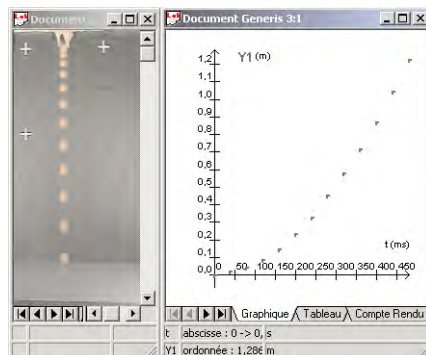 Document
Document Generis 3:1
Y1 (m)
1,2
1,1
1,0
0,9
0,8
0,7
0,6
0,5
0,4
0,3
0,2
0,1
0,0
50 100 150 200 250 300 350 400 450
t (ms)
Graphique Tableau Compte Rendu
t abscisse : 0 -> 0, s
Y1 ordonnée : 1,286 m